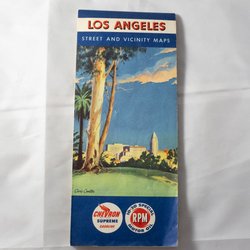 LOS ANGELES
STREET AND VICINITY MAPS
CHEVRON
SUPREME
GASOLINE
RPM
MOTOR OIL